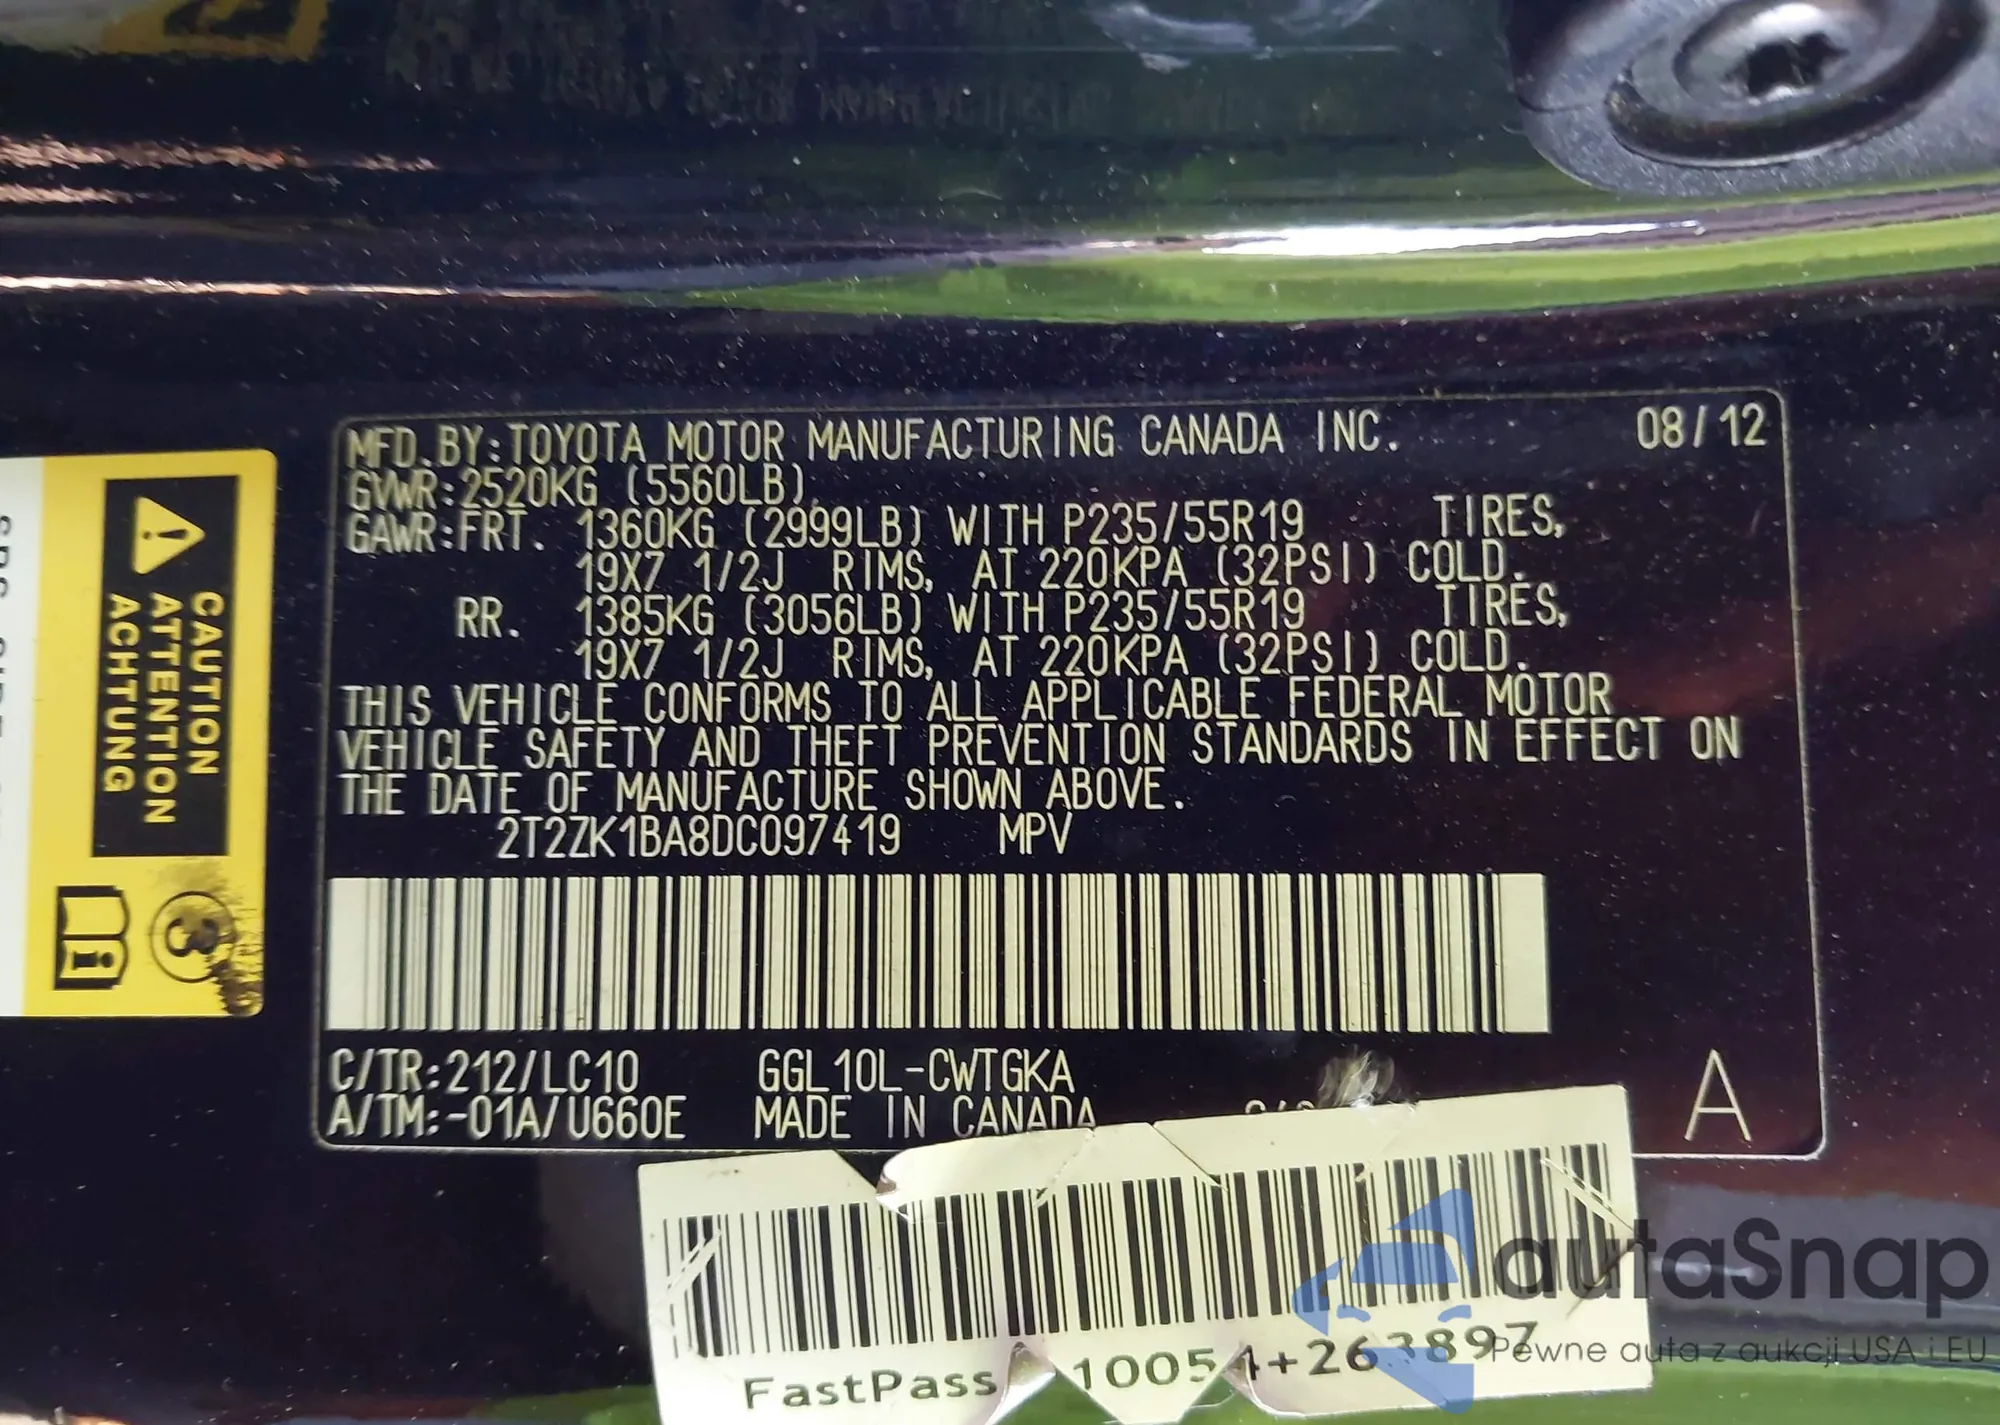 MFD. BY: TOYOTA MOTOR MANUFACTURING CANADA INC. 08/12
GVWR: 2520KG (5560LB),
GAWR: FRT. 1360KG (2999LB) WITH P235/55R19 TIRES,
19X7 1/2J RIMS, AT 220KPA (32PSI) COLD.
RR. 1385KG (3056LB) WITH P235/55R19 TIRES,
19X7 1/2J RIMS, AT 220KPA (32PSI) COLD.
THIS VEHICLE CONFORMS TO ALL APPLICABLE FEDERAL MOTOR
VEHICLE SAFETY AND THEFT PREVENTION STANDARDS IN EFFECT ON
THE DATE OF MANUFACTURE SHOWN ABOVE.
2T2ZK1BA8DC097419 MPV
C/TR: 212/LC10 GGL10L-CWTGKA
A/TM: -01A/U660E MADE IN CANADA
A
CAUTION
ATTENTION
ACHTUNG
3
FastPass
autaSnap
Pewne auta z aukcji USA i EU